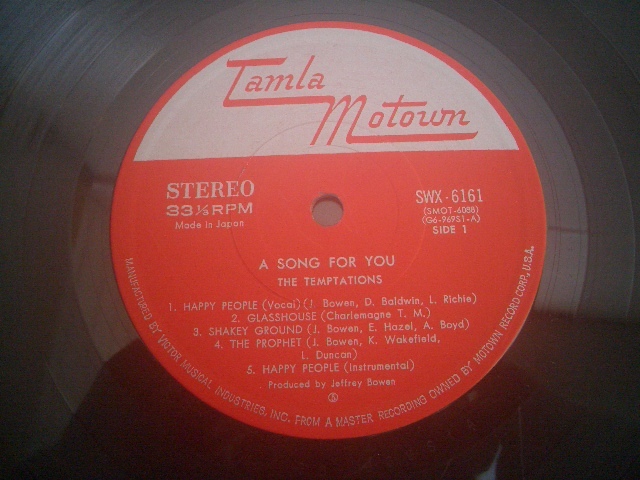 Tamla
Motown
STEREO
33⅓RPM
Made in Japan
SWX-6161
(SMOT-6088)
(G6-969S1-A)
SIDE 1
A SONG FOR YOU
THE TEMPTATIONS
1. HAPPY PEOPLE (Vocal) (J. Bowen, D. Baldwin, L. Richie)
2. GLASSHOUSE (Charlemagne T. M.)
3. SHAKEY GROUND (J. Bowen, E. Hazel, A. Boyd)
4. THE PROPHET (J. Bowen, K. Wakefield,
L. Duncan)
5. HAPPY PEOPLE (Instrumental)
Produced by Jeffrey Bowen
MANUFACTURED BY VICTOR MUSICAL INDUSTRIES, INC. FROM A MASTER RECORDING OWNED BY MOTOWN RECORD CORP., U.S.A.